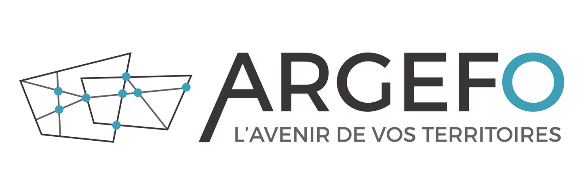 ARGEFO
L'AVENIR DE VOS TERRITOIRES